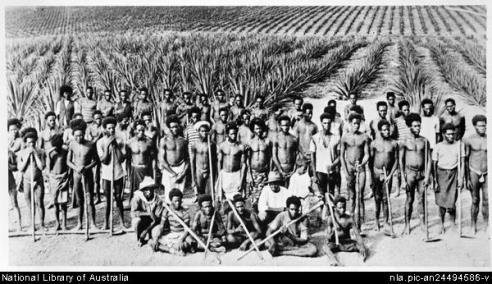 National Library of Australia
nla.pic-an24494586-v